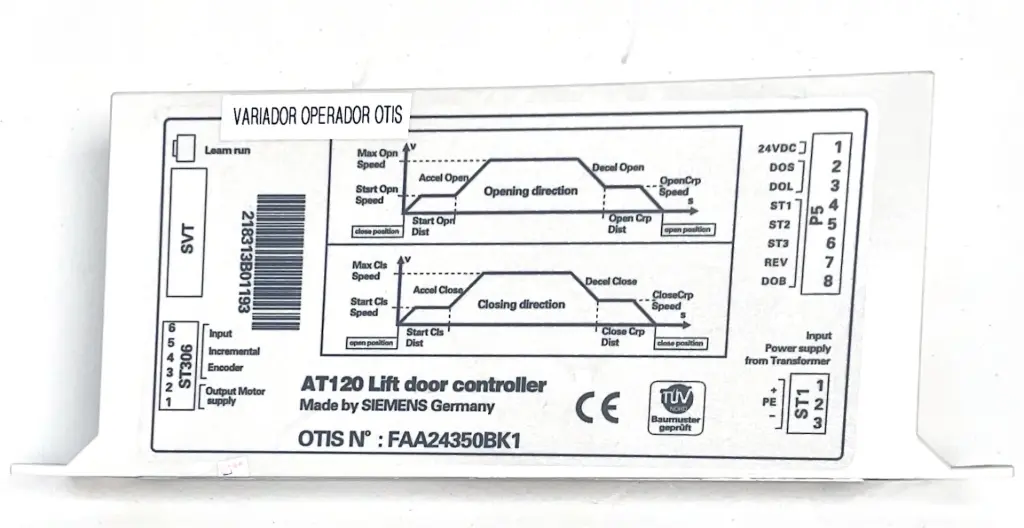 VARIADOR OPERADOR OTIS
Learn run
SVT
218313B01193
Max Opn
Speed
V
Accel Open
Decel Open
Start Opn
Speed
Opening direction
OpenCrp
Speed
s
Start Opn
Dist
Open Crp
Dist
close position
open position
Max Cls
Speed
V
Accel Close
Decel Close
Start Cls
Speed
Closing direction
CloseCrp
Speed
s
Start Cls
Dist
Close Crp
Dist
open position
close position
24VDC 1
DOS 2
DOL 3
ST1 4
ST2 5
ST3 6
REV 7
DOB 8
P5
6
5
4
3
2
1
ST306
Input
Incremental
Encoder
Output Motor
supply
Input
Power supply
from Transformer
+ 1
PE 2
- 3
ST1
AT120 Lift door controller
Made by SIEMENS Germany
OTIS N° : FAA24350BK1
CE
TÜV
NORD
Baumuster
geprüft